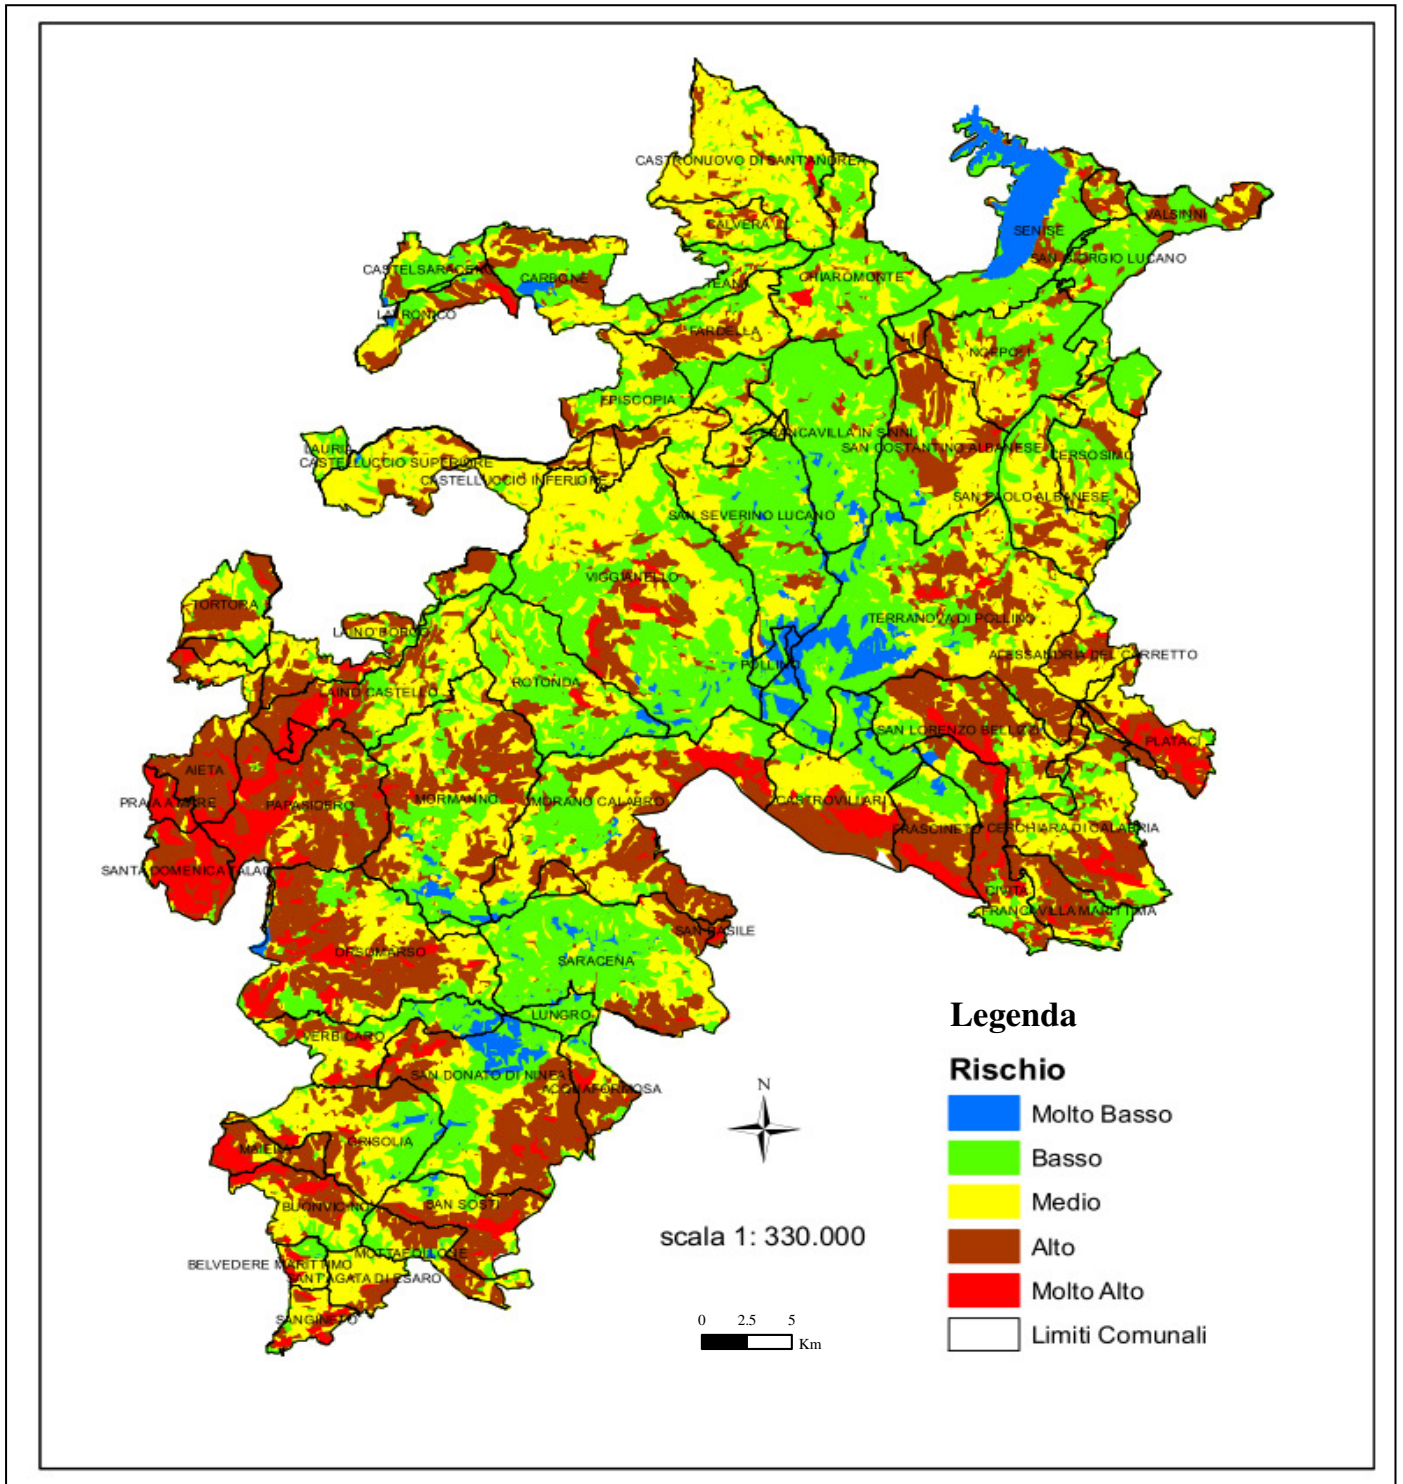 CASTRONUOVO DI SANT'ANDREA
CALVERA
SENISE
VALSINNI
SAN GIORGIO LUCANO
CASTELSARACENO
CARBONE
LATRONICO
TEANA
CHIAROMONTE
FARDELLA
NOEPOLI
EPISCOPIA
FRANCAVILLA IN SINNI
SAN COSTANTINO ALBANESE
CERSOSIMO
LAURIA
CASTELLUCCIO SUPERIORE
CASTELLUCCIO INFERIORE
SAN PAOLO ALBANESE
SAN SEVERINO LUCANO
VIGGIANELLO
TORTORA
LAINO BORGO
TERRANOVA DI POLLINO
ALESSANDRIA DEL CARRETTO
POLLINO
ROTONDA
LAINO CASTELLO
SAN LORENZO BELLIZZI
PLATACI
AIETA
PRAIA A MARE
PAPASIDERO
MORMANNO
MORANO CALABRO
CASTROVILLARI
FRASCINETO
CERCHIARA DI CALABRIA
SANTA DOMENICA TALAO
CIVITA
FRANCAVILLA MARITTIMA
SAN BASILE
ORSOMARSO
SARACENA
LUNGRO
VERBICARO
SAN DONATO DI NINEA
ACQUAFORMOSA
MAIERA
GRISOLIA
BUONVICINO
SAN SOSTI
MOTTAFOLLONE
BELVEDERE MARITTIMO
SANT'AGATA DI ESARO
SANGINETO
Legenda
Rischio
Molto Basso
Basso
Medio
Alto
Molto Alto
Limiti Comunali
N
scala 1: 330.000
0 2.5 5
Km